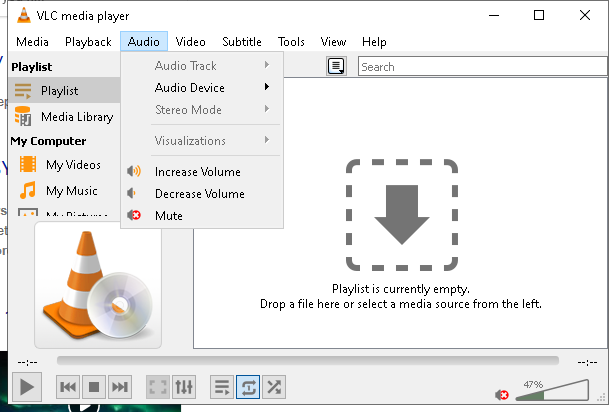 VLC media player
Media Playback Audio Video Subtitle Tools View Help
Playlist
Playlist
Media Library
My Computer
My Videos
My Music
My Pictures
Audio Track
Audio Device
Stereo Mode
Visualizations
Increase Volume
Decrease Volume
Mute
Search
Playlist is currently empty.
Drop a file here or select a media source from the left.
--:-- --:--
47%